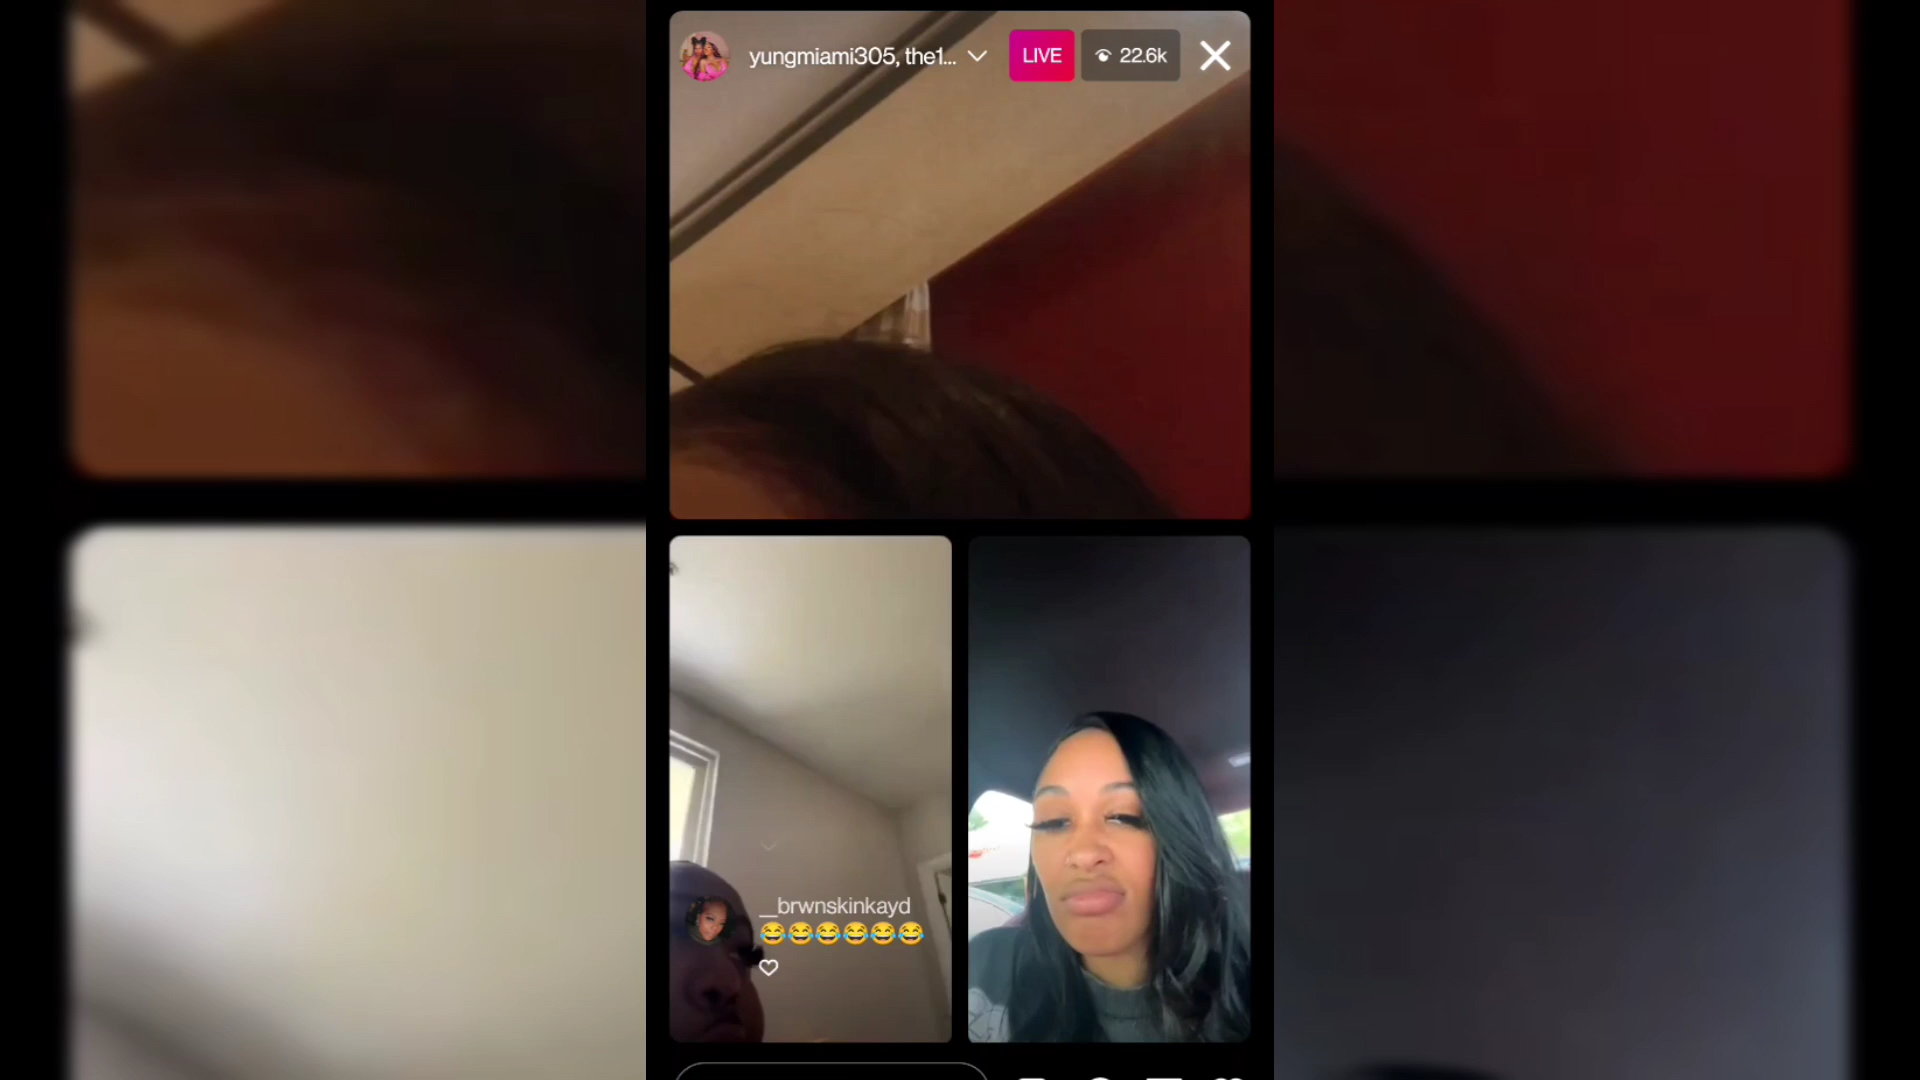 yungmiami305, the1...
LIVE
22.6k
__brwnskinkayd
😂😂😂😂😂😂